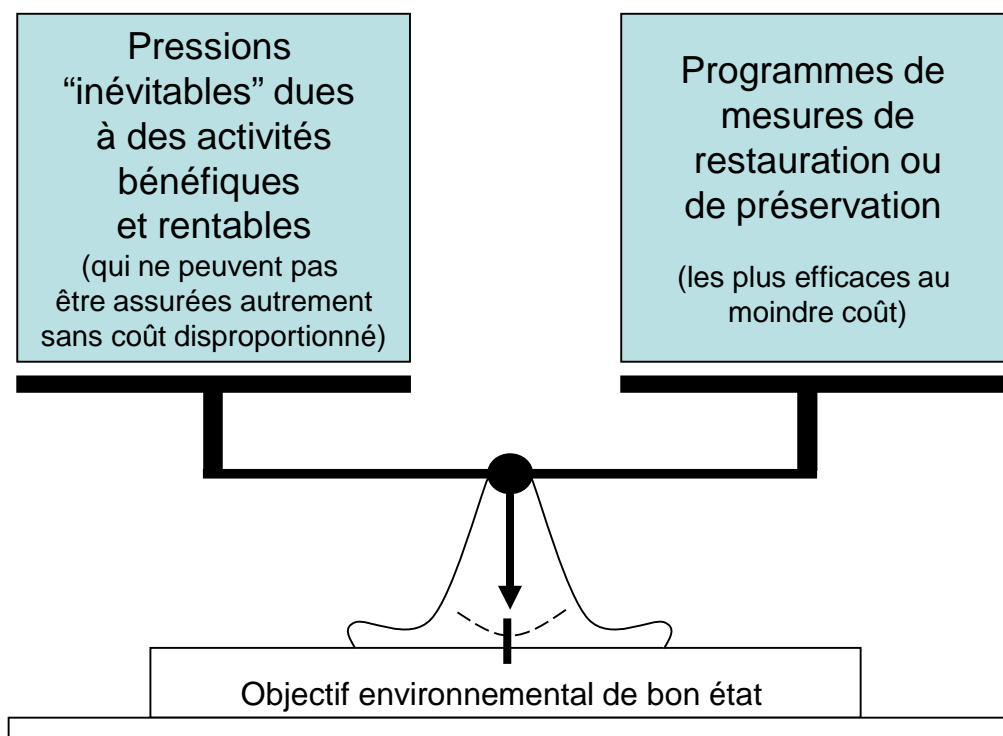 Pressions
“inévitables” dues
à des activités
bénéfiques
et rentables
(qui ne peuvent pas
être assurées autrement
sans coût disproportionné)
Programmes de
mesures de
restauration ou
de préservation
(les plus efficaces au
moindre coût)
Objectif environnemental de bon état